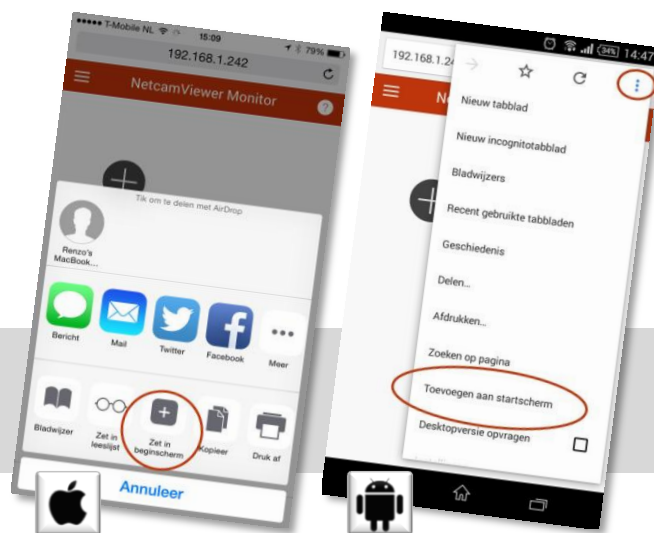 T-Mobile NL
15:09
79%
192.168.1.242
NetcamViewer Monitor
?
Tik om te delen met AirDrop
Renzo's
MacBook...
Bericht
Mail
Twitter
Facebook
Meer
Bladwijzer
Zet in
leeslijst
Zet in
beginscherm
Kopieer
Druk af
Annuleer
34%
14:47
192.168.1.24
Nieuw tabblad
Nieuw incognitotabblad
Bladwijzers
Recent gebruikte tabbladen
Geschiedenis
Delen...
Afdrukken...
Zoeken op pagina
Toevoegen aan startscherm
Desktopversie opvragen